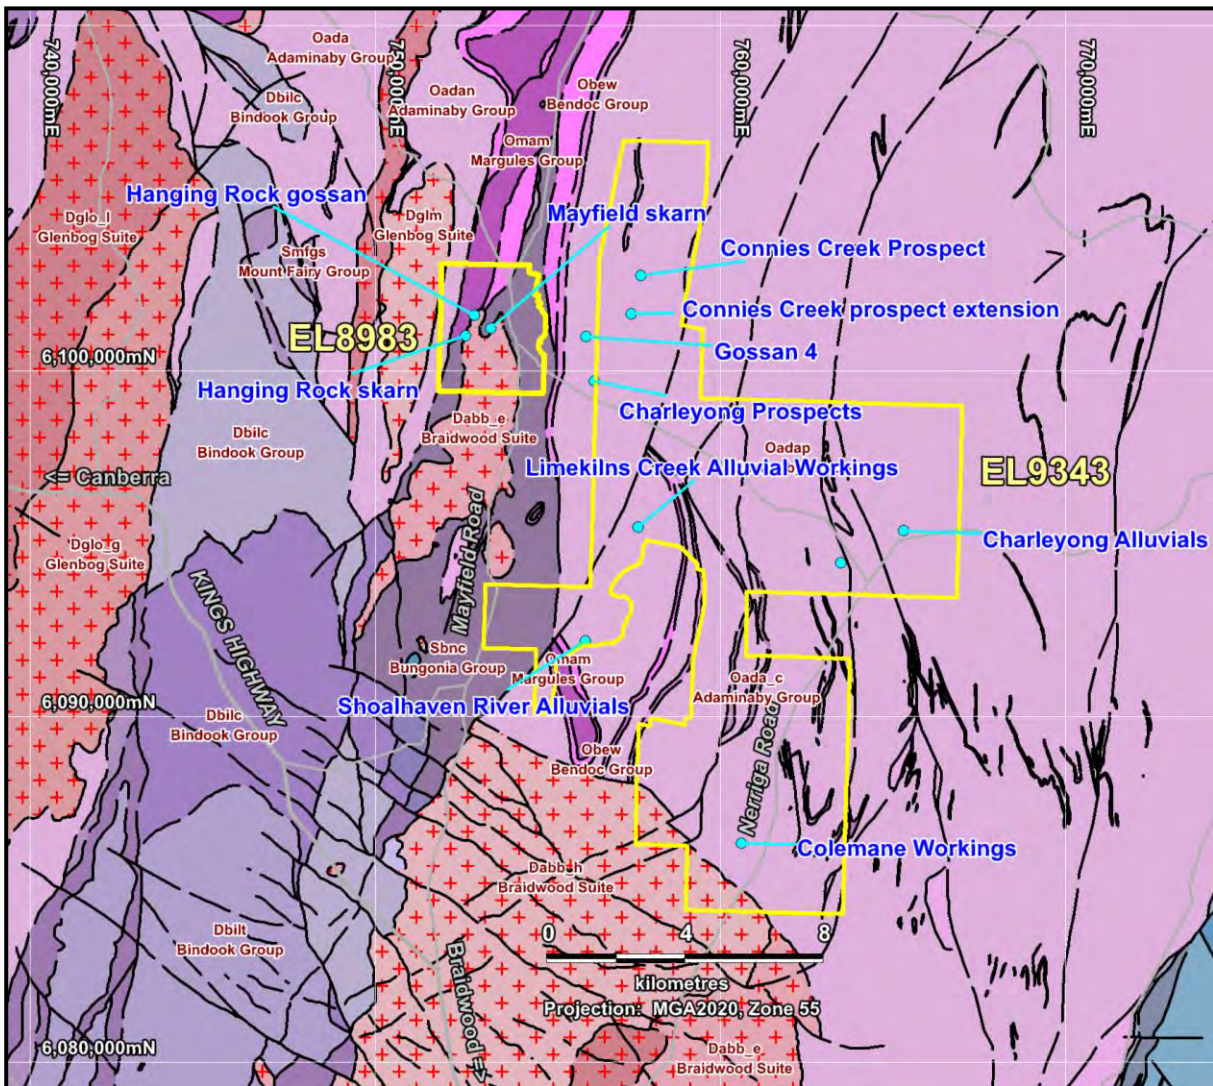 740,000mE
750,000mE
760,000mE
770,000mE
Oada
Adaminaby Group
Dbilc
Bindook Group
Oadan
Adaminaby Group
Obew
Bendoc Group
Omam
Margules Group
Hanging Rock gossan
Mayfield skarn
Dglo_l
Glenbog Suite
Dglm
Glenbog Suite
Smfgs
Mount Fairy Group
Connies Creek Prospect
Connies Creek prospect extension
EL8983
6,100,000mN
Gossan 4
Hanging Rock skarn
Charleyong Prospects
Dabb_e
Braidwood Suite
Dbilc
Bindook Group
Oadap
Limekilns Creek Alluvial Workings
EL9343
<= Canberra
Mayfield Road
Charleyong Alluvials
Dglo_g
Glenbog Suite
KINGS HIGHWAY
Sbnc
Bungonia Group
Omam
Margules Group
Oada_c
Adaminaby Group
6,090,000mN
Shoalhaven River Alluvials
Dbilc
Bindook Group
Obew
Bendoc Group
Nerriga Road
Colemane Workings
Dabb_h
Braidwood Suite
Dbilt
Bindook Group
Braidwood =>
0 4 8
kilometres
Projection: MGA2020, Zone 55
6,080,000mN
Dabb_e
Braidwood Suite